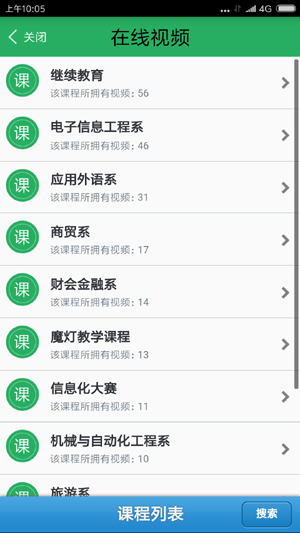 上午10:05 ... 4G
关闭 在线视频
课 继续教育
该课程所拥有视频: 56
课 电子信息工程系
该课程所拥有视频: 46
课 应用外语系
该课程所拥有视频: 31
课 商贸系
该课程所拥有视频: 17
课 财会金融系
该课程所拥有视频: 14
课 魔灯教学课程
该课程所拥有视频: 13
课 信息化大赛
该课程所拥有视频: 11
课 机械与自动化工程系
该课程所拥有视频: 10
课 旅游系
课程列表 搜索